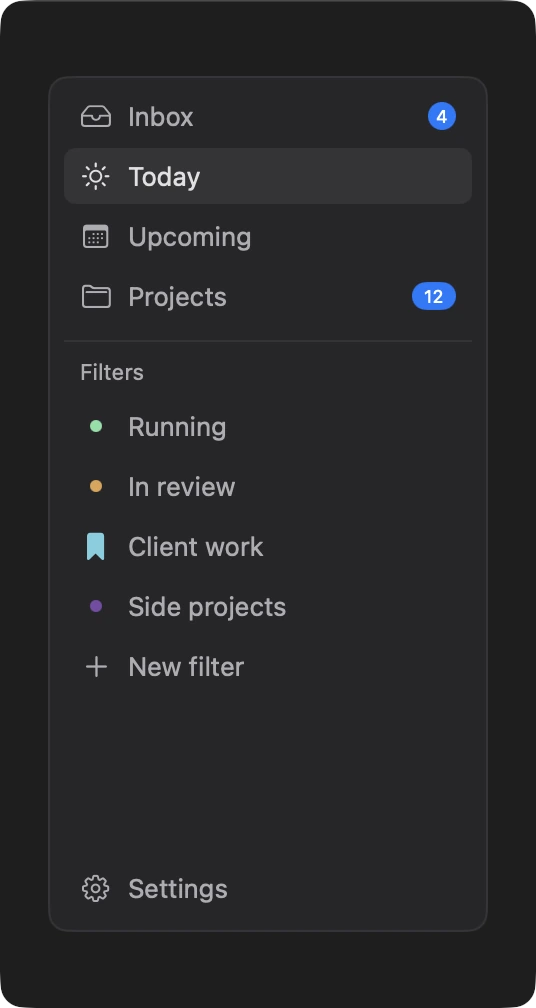 Inbox
4
Today
Upcoming
Projects
12
Filters
Running
In review
Client work
Side projects
New filter
Settings